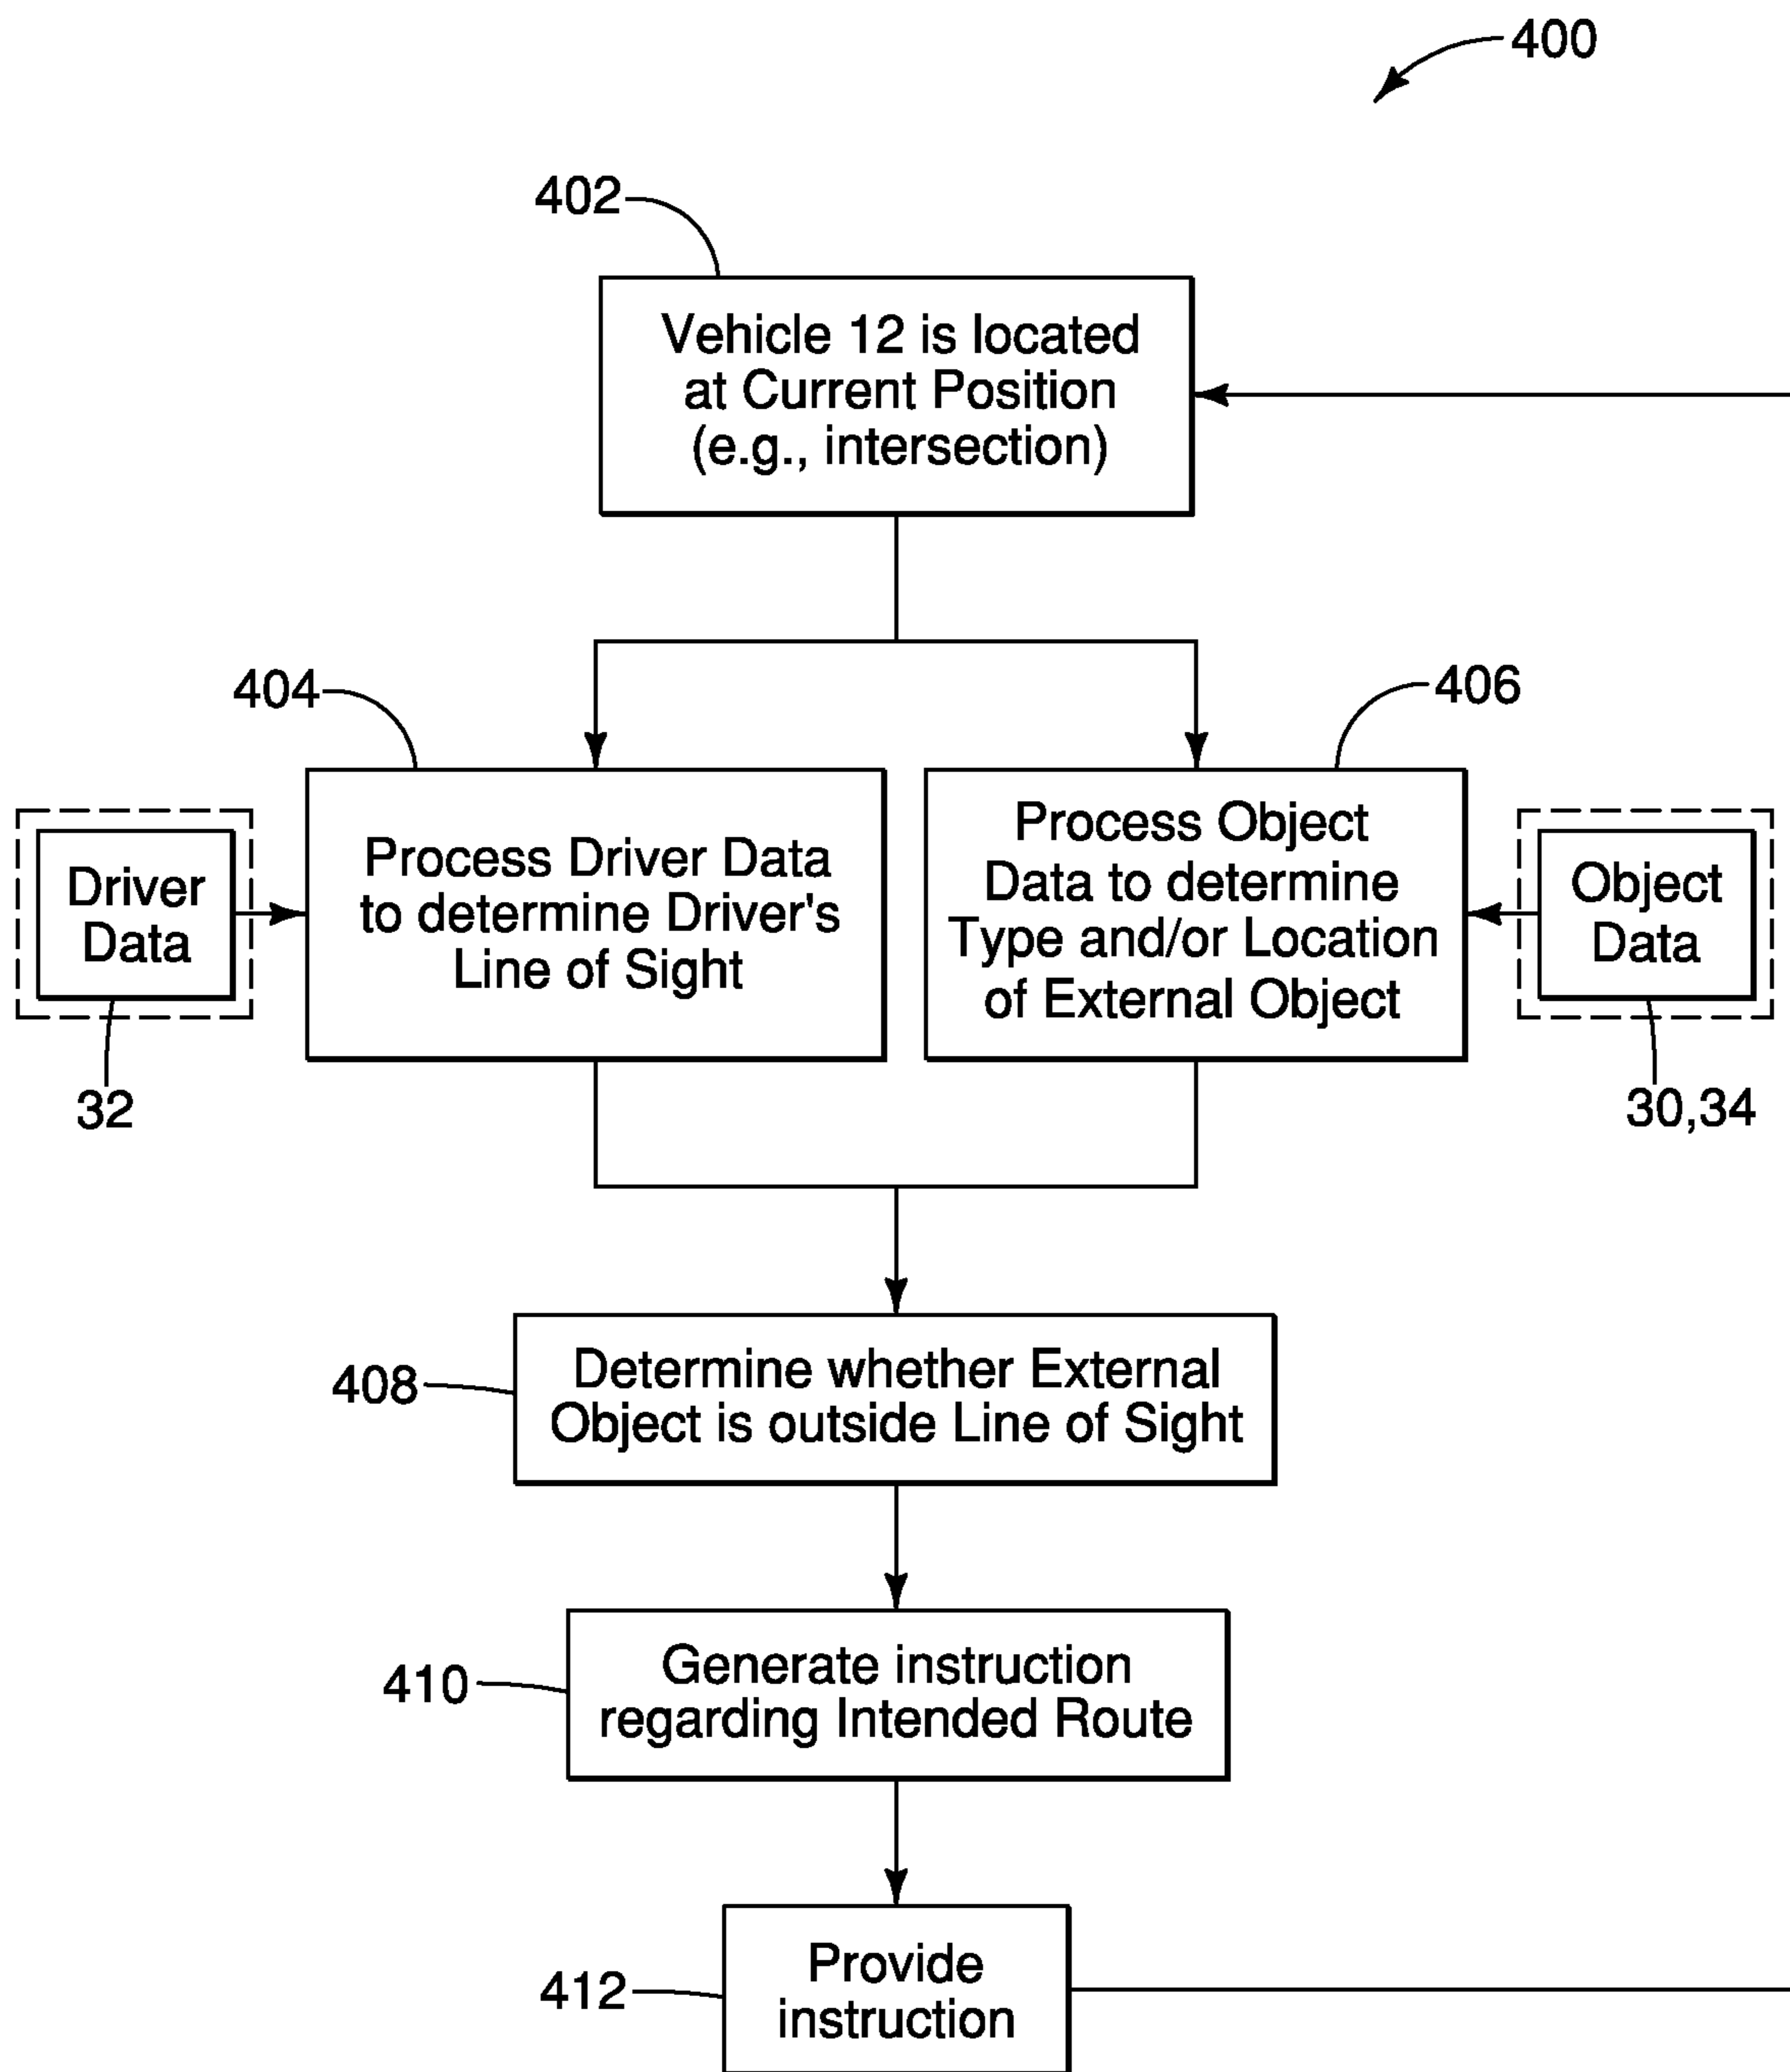 400
402
Vehicle 12 is located
at Current Position
(e.g., intersection)
404
406
Driver
Data
32
Process Driver Data
to determine Driver's
Line of Sight
Process Object
Data to determine
Type and/or Location
of External Object
Object
Data
30,34
408
Determine whether External
Object is outside Line of Sight
410
Generate instruction
regarding Intended Route
412
Provide
instruction